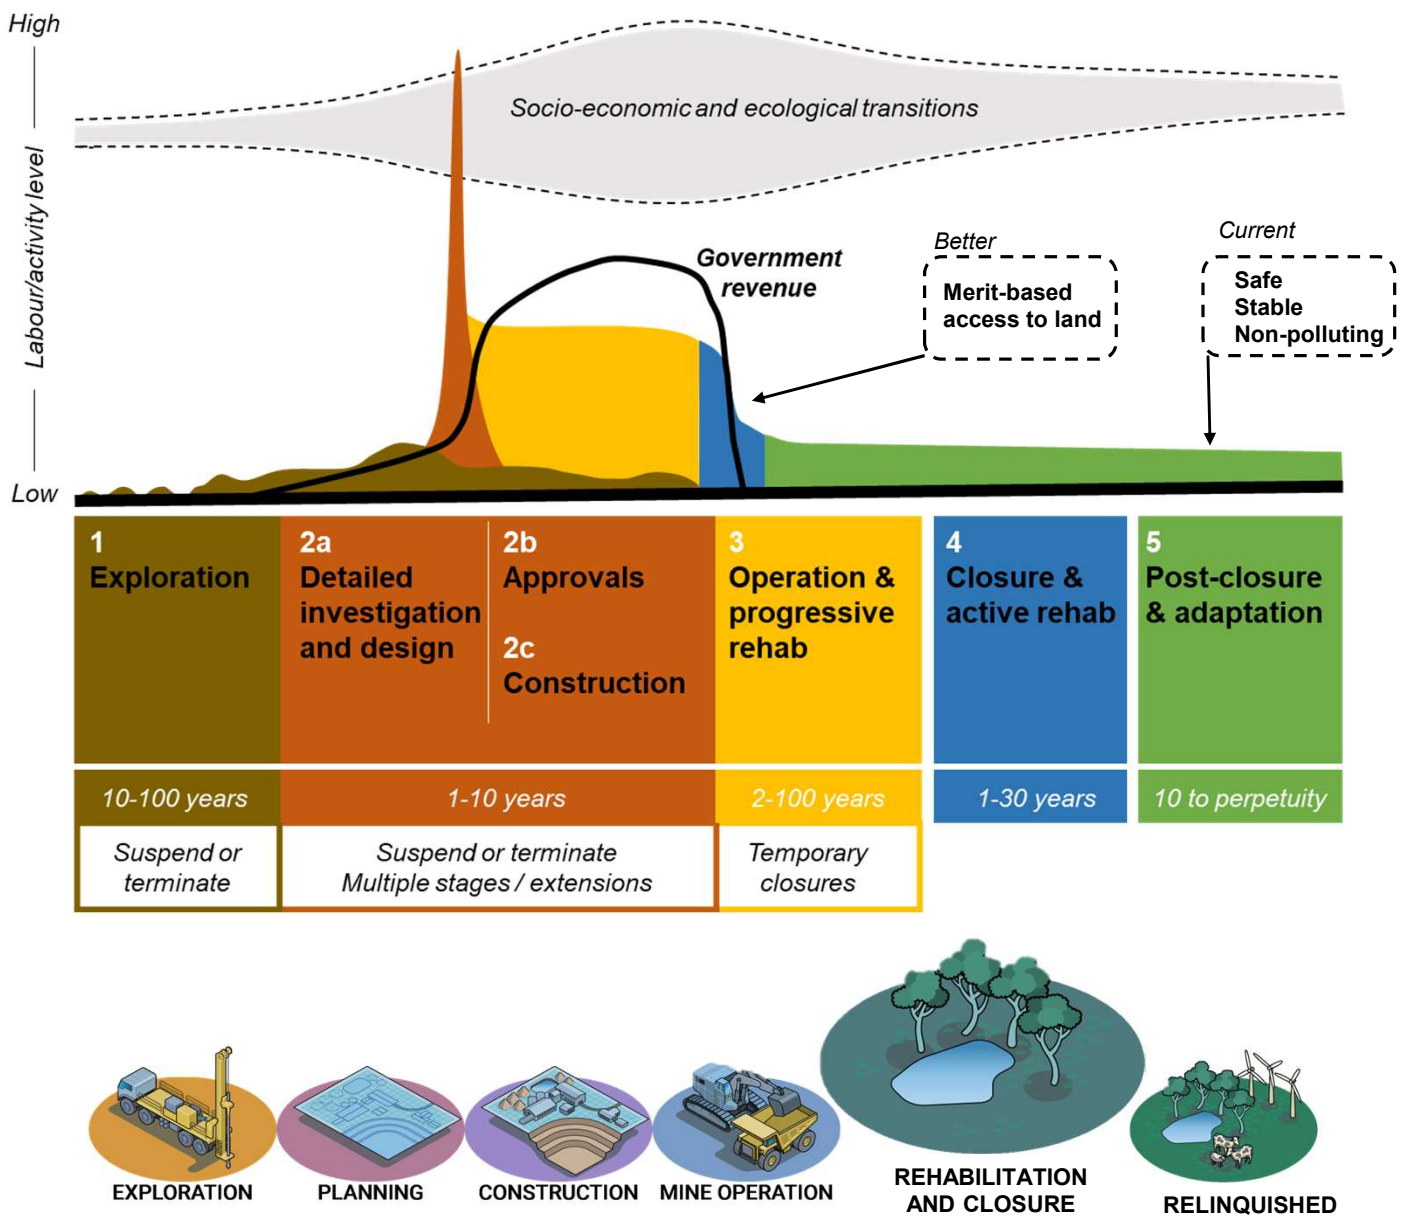 High
Labour/activity level
Low
Socio-economic and ecological transitions
Government
revenue
Better
Merit-based
access to land
Current
Safe
Stable
Non-polluting
1
Exploration
2a
Detailed
investigation
and design
2b
Approvals
2c
Construction
3
Operation &
progressive
rehab
4
Closure &
active rehab
5
Post-closure
& adaptation
10-100 years
1-10 years
2-100 years
1-30 years
10 to perpetuity
Suspend or
terminate
Suspend or terminate
Multiple stages / extensions
Temporary
closures
EXPLORATION
PLANNING
CONSTRUCTION
MINE OPERATION
REHABILITATION
AND CLOSURE
RELINQUISHED